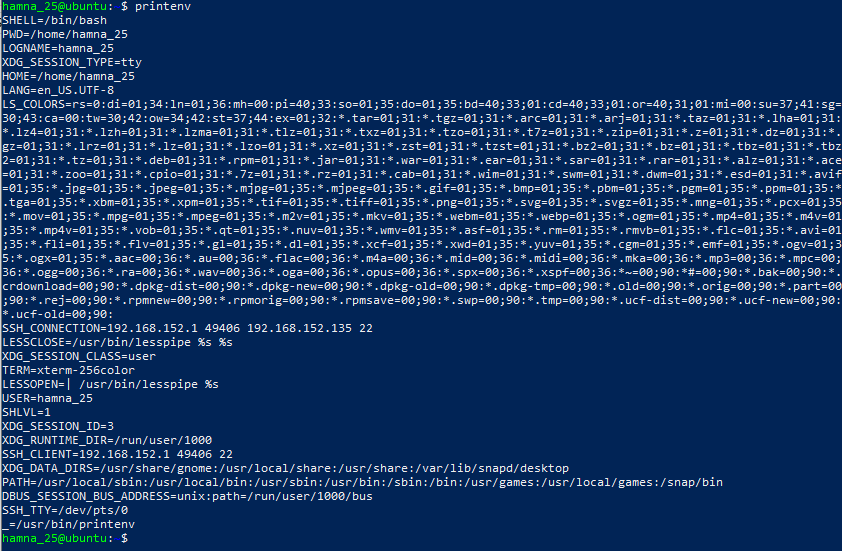 hamna_25@ubuntu: $ printenv
SHELL=/bin/bash
PWD=/home/hamna_25
LOGNAME=hamna_25
XDG_SESSION_TYPE=tty
HOME=/home/hamna_25
LANG=en_US.UTF-8
LS_COLORS=rs=0:di=01;34:ln=01;36:mh=00:pi=40;33:so=01;35:do=01;35:bd=40;33;01:cd=40;33;01:or=40;31;01:mi=00:su=37;41:sg=
30;43:ca=00:tw=30;42:ow=34;42:st=37;44:ex=01;32:*.tar=01;31:*.tgz=01;31:*.arc=01;31:*.arj=01;31:*.taz=01;31:*.lha=01;31:
*.lz4=01;31:*.lzh=01;31:*.lzma=01;31:*.tlz=01;31:*.txz=01;31:*.tzo=01;31:*.t7z=01;31:*.zip=01;31:*.z=01;31:*.dz=01;31:*.
gz=01;31:*.lrz=01;31:*.lz=01;31:*.lzo=01;31:*.xz=01;31:*.zst=01;31:*.tzst=01;31:*.bz2=01;31:*.bz=01;31:*.tbz=01;31:*.tbz
2=01;31:*.tz=01;31:*.deb=01;31:*.rpm=01;31:*.jar=01;31:*.war=01;31:*.ear=01;31:*.sar=01;31:*.rar=01;31:*.alz=01;31:*.ace
=01;31:*.zoo=01;31:*.cpio=01;31:*.7z=01;31:*.rz=01;31:*.cab=01;31:*.wim=01;31:*.swm=01;31:*.dwm=01;31:*.esd=01;31:*.avif
=01;35:*.jpg=01;35:*.jpeg=01;35:*.mjpg=01;35:*.mjpeg=01;35:*.gif=01;35:*.bmp=01;35:*.pbm=01;35:*.pgm=01;35:*.ppm=01;35:*
.tga=01;35:*.xbm=01;35:*.xpm=01;35:*.tif=01;35:*.tiff=01;35:*.png=01;35:*.svg=01;35:*.svgz=01;35:*.mng=01;35:*.pcx=01;35
:*.mov=01;35:*.mpg=01;35:*.mpeg=01;35:*.m2v=01;35:*.mkv=01;35:*.webm=01;35:*.webp=01;35:*.ogm=01;35:*.mp4=01;35:*.m4v=01
;35:*.mp4v=01;35:*.vob=01;35:*.qt=01;35:*.nuv=01;35:*.wmv=01;35:*.asf=01;35:*.rm=01;35:*.rmvb=01;35:*.flc=01;35:*.avi=01
;35:*.fli=01;35:*.flv=01;35:*.gl=01;35:*.dl=01;35:*.xcf=01;35:*.xwd=01;35:*.yuv=01;35:*.cgm=01;35:*.emf=01;35:*.ogv=01;3
5:*.ogx=01;35:*.aac=00;36:*.au=00;36:*.flac=00;36:*.m4a=00;36:*.mid=00;36:*.midi=00;36:*.mka=00;36:*.mp3=00;36:*.mpc=00;
36:*.ogg=00;36:*.ra=00;36:*.wav=00;36:*.oga=00;36:*.opus=00;36:*.spx=00;36:*.xspf=00;36:*~=00;90:*#=00;90:*.bak=00;90:*.
crdownload=00;90:*.dpkg-dist=00;90:*.dpkg-new=00;90:*.dpkg-old=00;90:*.dpkg-tmp=00;90:*.old=00;90:*.orig=00;90:*.part=00
;90:*.rej=00;90:*.rpmnew=00;90:*.rpmorig=00;90:*.rpmsave=00;90:*.swp=00;90:*.tmp=00;90:*.ucf-dist=00;90:*.ucf-new=00;90:
*.ucf-old=00;90:
SSH_CONNECTION=192.168.152.1 49406 192.168.152.135 22
LESSCLOSE=/usr/bin/lesspipe %s %s
XDG_SESSION_CLASS=user
TERM=xterm-256color
LESSOPEN=| /usr/bin/lesspipe %s
USER=hamna_25
SHLVL=1
XDG_SESSION_ID=3
XDG_RUNTIME_DIR=/run/user/1000
SSH_CLIENT=192.168.152.1 49406 22
XDG_DATA_DIRS=/usr/share/gnome:/usr/local/share:/usr/share:/var/lib/snapd/desktop
PATH=/usr/local/sbin:/usr/local/bin:/usr/sbin:/usr/bin:/sbin:/bin:/usr/games:/usr/local/games:/snap/bin
DBUS_SESSION_BUS_ADDRESS=unix:path=/run/user/1000/bus
SSH_TTY=/dev/pts/0
_=/usr/bin/printenv
hamna_25@ubuntu: $